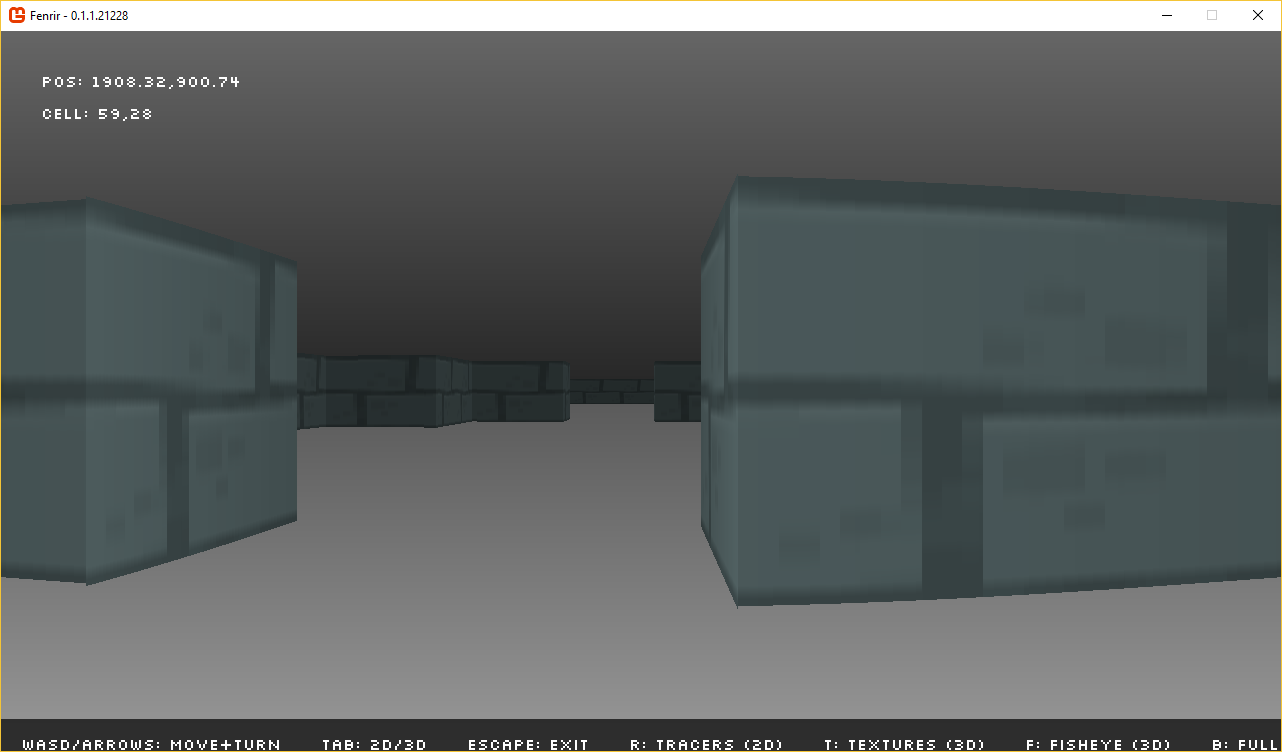 Fenrir - 0.1.1.21228
POS: 1908.32,900.74
CELL: 59,28
WASD/ARROWS: MOVE+TURN TAB: 2D/3D ESCAPE: EXIT R: TRACERS (2D) T: TEXTURES (3D) F: FISHEYE (3D) B: FULL